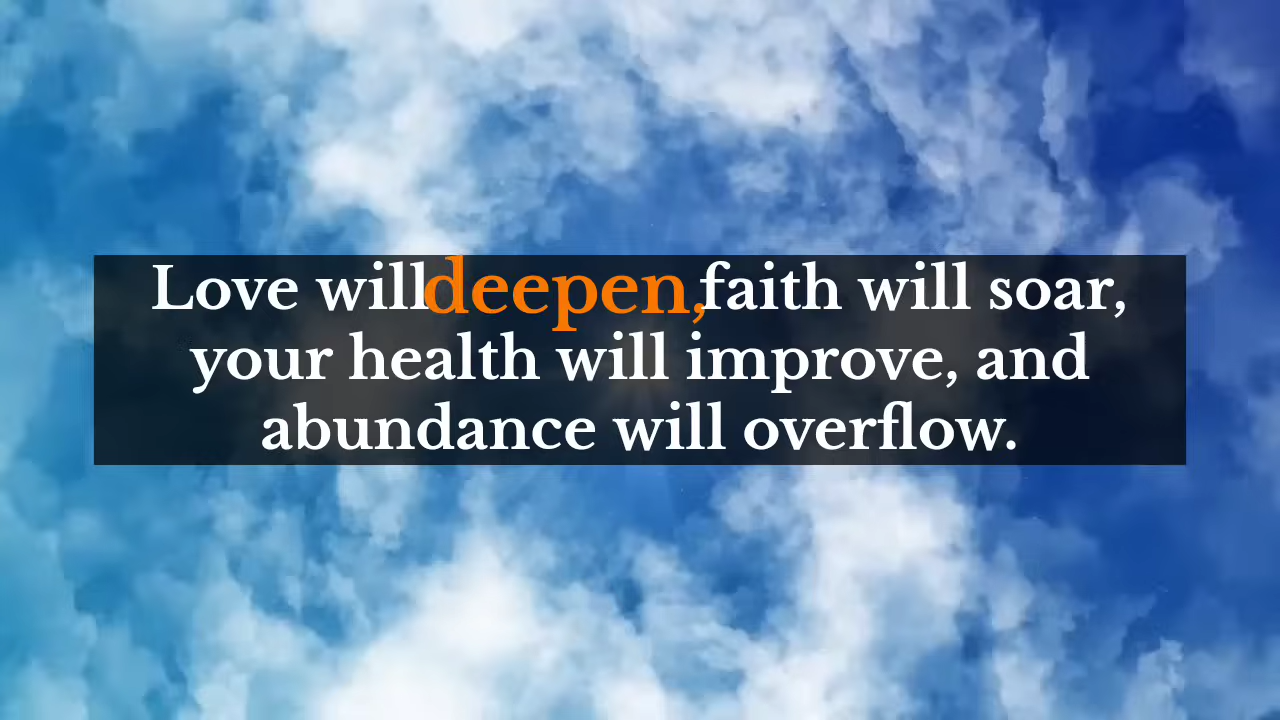 Love will deepen, faith will soar,
your health will improve, and
abundance will overflow.